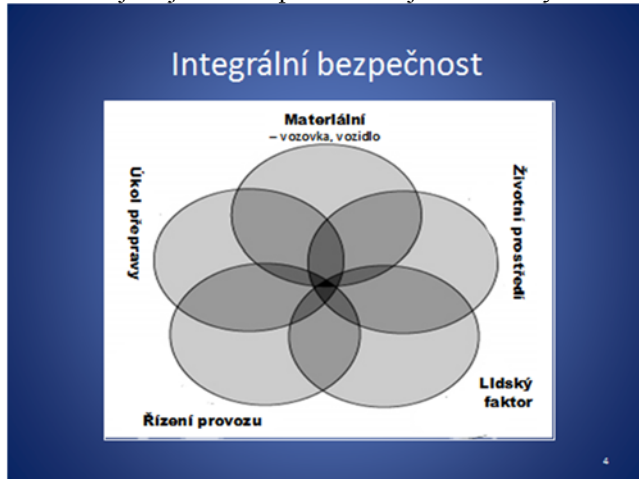 Integrální bezpečnost
Materiální
– vozovka, vozidlo
Úkol přepravy
Životní prostředí
Lidský
faktor
Řízení provozu
4